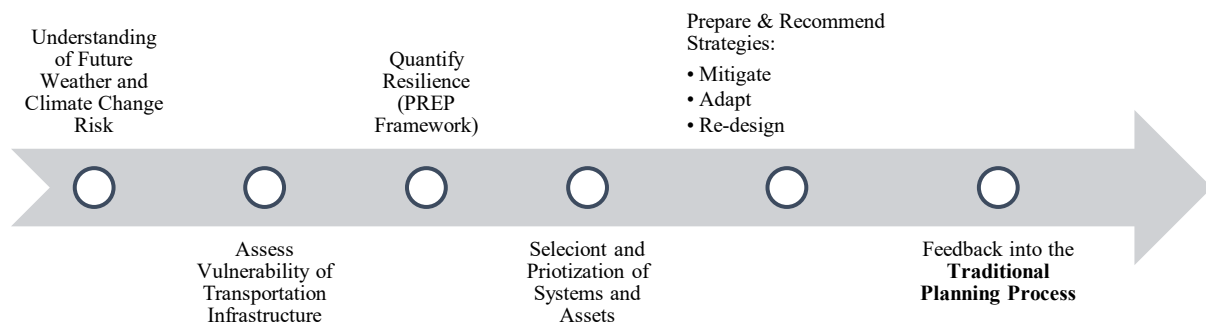 Understanding
of Future
Weather and
Climate Change
Risk
Assess
Vulnerability of
Transportation
Infrastructure
Quantify
Resilience
(PREP
Framework)
Seleciont and
Priotization of
Systems and
Assets
Prepare & Recommend
Strategies:
• Mitigate
• Adapt
• Re-design
Feedback into the
Traditional
Planning Process